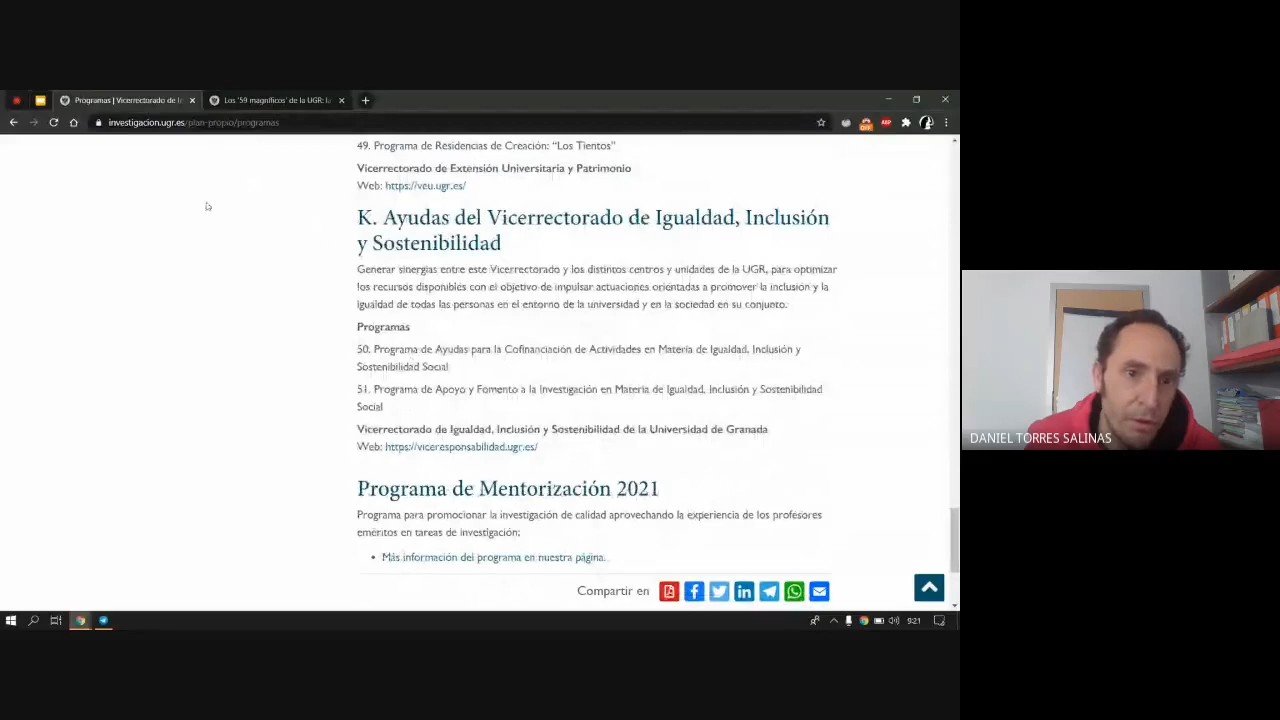 Programas | Vicerrectorado de la
Los '59 magníficos' de la UGR: la
investigacion.ugr.es/plan-propio/programas
ABP
49. Programa de Residencias de Creación: “Los Tientos”
Vicerrectorado de Extensión Universitaria y Patrimonio
Web: https://veu.ugr.es/
K. Ayudas del Vicerrectorado de Igualdad, Inclusión
y Sostenibilidad
Generar sinergias entre este Vicerrectorado y los distintos centros y unidades de la UGR, para optimizar
los recursos disponibles con el objetivo de impulsar actuaciones orientadas a promover la inclusión y la
igualdad de todas las personas en el entorno de la universidad y en la sociedad en su conjunto.
Programas
50. Programa de Ayudas para la Cofinanciación de Actividades en Materia de Igualdad, Inclusión y
Sostenibilidad Social
51. Programa de Apoyo y Fomento a la Investigación en Materia de Igualdad, Inclusión y Sostenibilidad
Social
Vicerrectorado de Igualdad, Inclusión y Sostenibilidad de la Universidad de Granada
Web: https://viceresponsabilidad.ugr.es/
Programa de Mentorización 2021
Programa para promocionar la investigación de calidad aprovechando la experiencia de los profesores
eméritos en tareas de investigación;
• Más información del programa en nuestra página.
Compartir en
9:21
DANIEL TORRES SALINAS